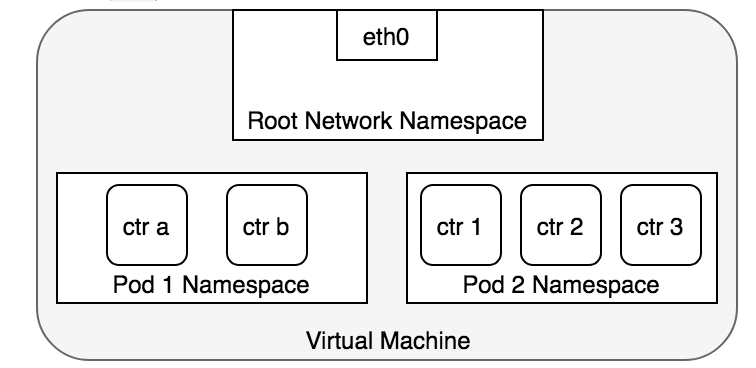 eth0
Root Network Namespace
ctr a
ctr b
Pod 1 Namespace
ctr 1
ctr 2
ctr 3
Pod 2 Namespace
Virtual Machine